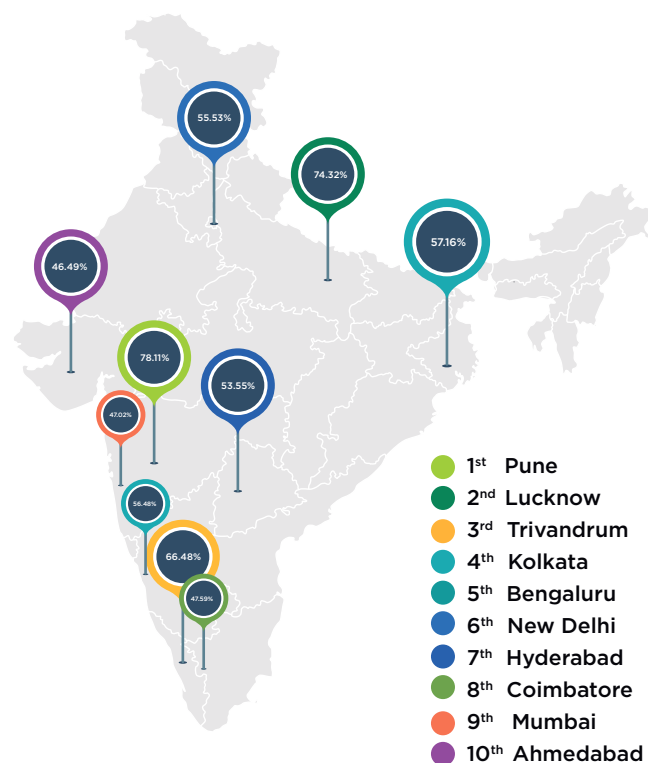 55.53%
74.32%
57.16%
46.49%
78.11%
53.55%
47.02%
56.48%
66.48%
47.59%
1st Pune
2nd Lucknow
3rd Trivandrum
4th Kolkata
5th Bengaluru
6th New Delhi
7th Hyderabad
8th Coimbatore
9th Mumbai
10th Ahmedabad